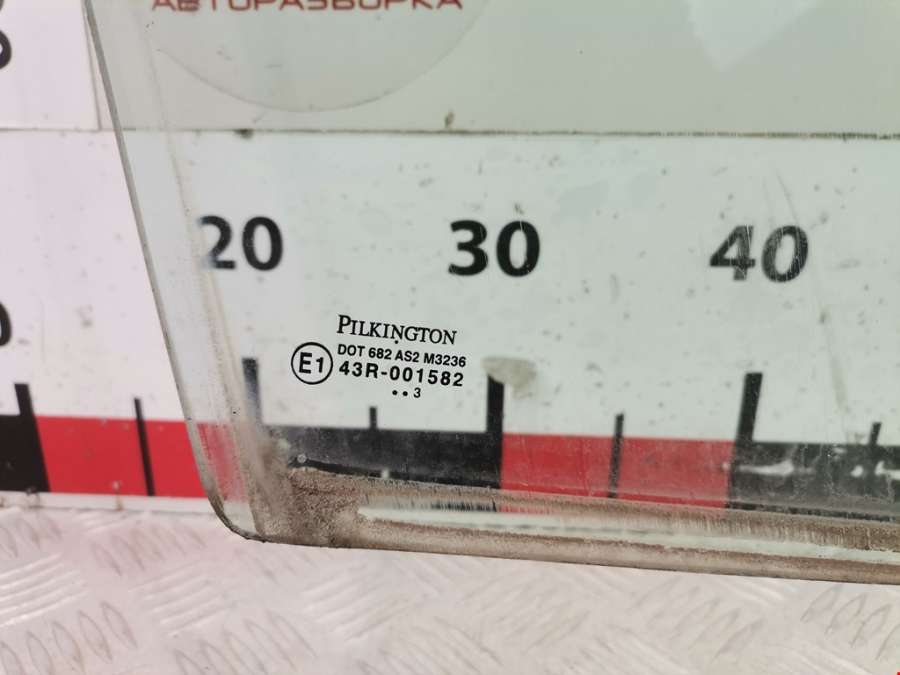 АВТОРАЗБОРКА
20 30 40
PILKINGTON
DOT 682 AS2 M3236
E1 43R-001582
•• 3